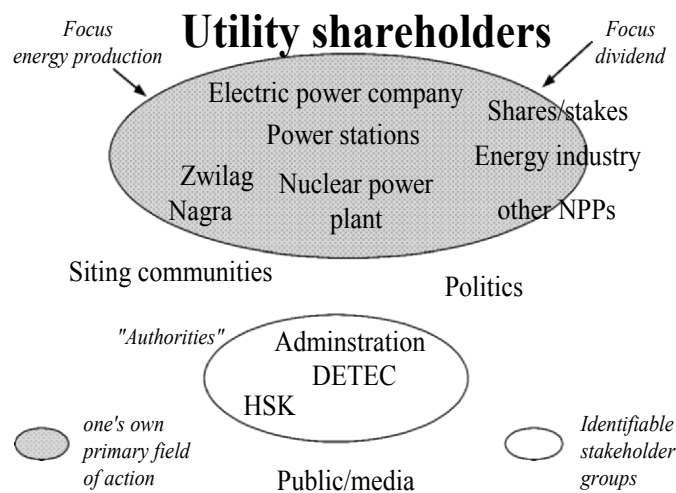 Utility shareholders
Focus
energy production
Focus
dividend
Electric power company
Shares/stakes
Power stations
Energy industry
Zwilag
Nuclear power
plant
Nagra
other NPPs
Siting communities
Politics
"Authorities"
Adminstration
DETEC
HSK
one's own
primary field
of action
Identifiable
stakeholder
groups
Public/media